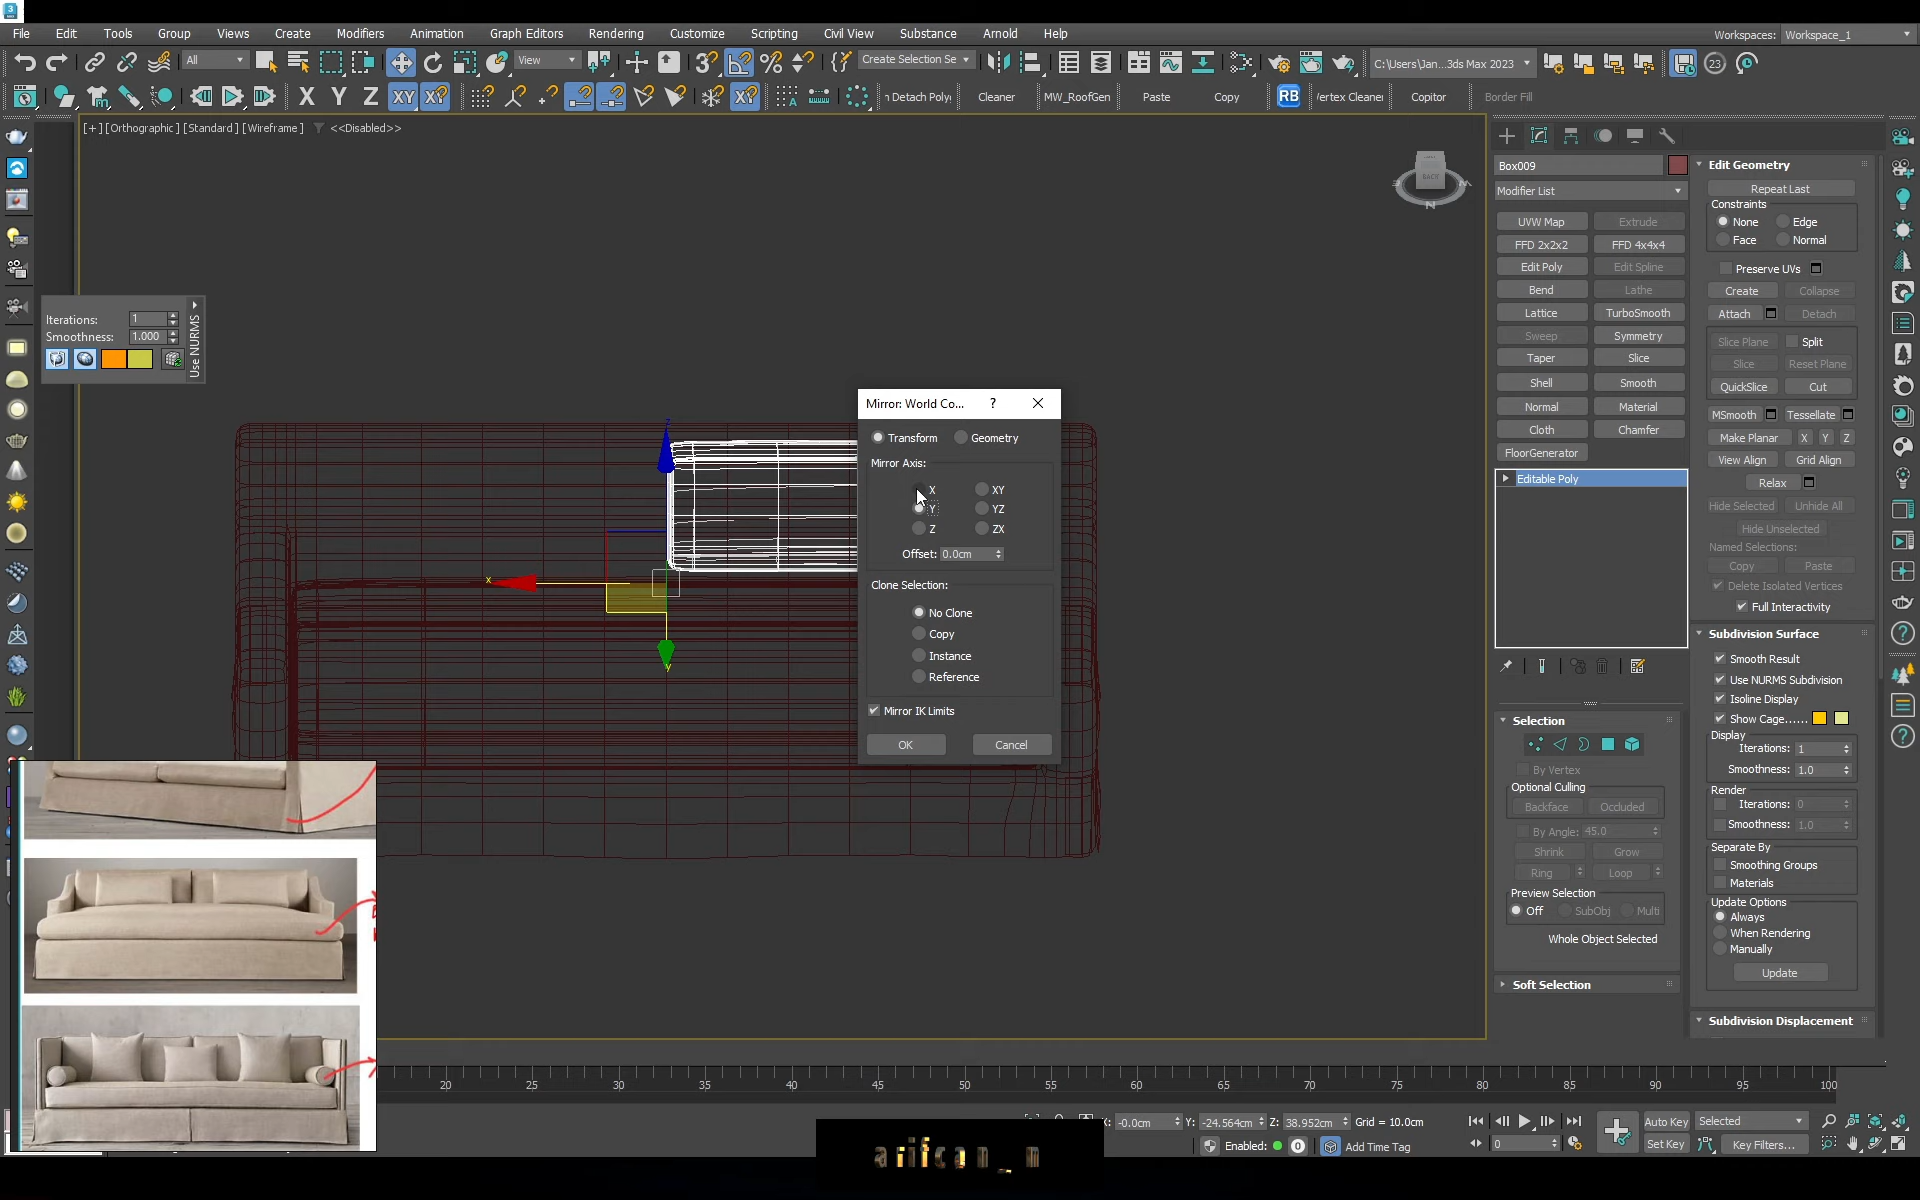 3
File Edit Tools Group Views Create Modifiers Animation Graph Editors Rendering Customize Scripting Civil View Substance Arnold Help
Workspaces: Workspace_1
All View Create Selection Se C:\Users\Jan...3ds Max 2023 23
X Y Z XY XY XY n Detach Poly Cleaner MW_RoofGen Paste Copy RB /ertex Cleaner Copitor Border Fill
[+] [Orthographic] [Standard] [Wireframe] <<Disabled>>
BACK
N
Iterations: 1
Smoothness: 1.000
Use NURMS
x
y
Mirror: World Co... ?
Transform Geometry
Mirror Axis:
X XY
Y YZ
Z ZX
Offset: 0.0cm
Clone Selection:
No Clone
Copy
Instance
Reference
Mirror IK Limits
OK Cancel
Box009
Modifier List
UVW Map Extrude
FFD 2x2x2 FFD 4x4x4
Edit Poly Edit Spline
Bend Lathe
Lattice TurboSmooth
Sweep Symmetry
Taper Slice
Shell Smooth
Normal Material
Cloth Chamfer
FloorGenerator
Editable Poly
Selection
By Vertex
Optional Culling
Backface Occluded
By Angle: 45.0
Shrink Grow
Ring Loop
Preview Selection
Off SubObj Multi
Whole Object Selected
Soft Selection
Edit Geometry
Repeat Last
Constraints
None Edge
Face Normal
Preserve UVs
Create Collapse
Attach Detach
Slice Plane Split
Slice Reset Plane
QuickSlice Cut
MSmooth Tessellate
Make Planar X Y Z
View Align Grid Align
Relax
Hide Selected Unhide All
Hide Unselected
Named Selections:
Copy Paste
Delete Isolated Vertices
Full Interactivity
Subdivision Surface
Smooth Result
Use NURMS Subdivision
Isoline Display
Show Cage......
Display
Iterations: 1
Smoothness: 1.0
Render
Iterations: 0
Smoothness: 1.0
Separate By
Smoothing Groups
Materials
Update Options
Always
When Rendering
Manually
Update
Subdivision Displacement
20 25 30 35 40 45 50 55 60 65 70 75 80 85 90 95 100
-0.0cm Y: -24.564cm Z: 38.952cm Grid = 10.0cm
Enabled: 0 Add Time Tag
0
Auto Key Selected
Set Key Key Filters...